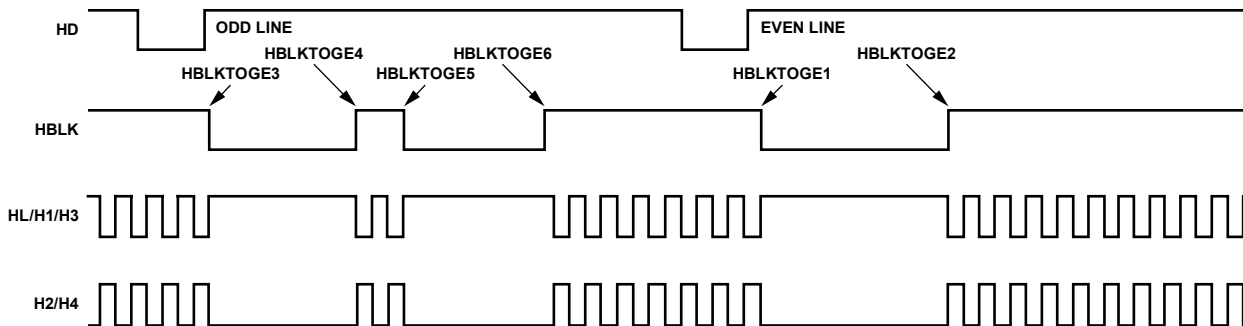 HD
ODD LINE
EVEN LINE
HBLKTOGE4
HBLKTOGE6
HBLKTOGE2
HBLKTOGE3
HBLKTOGE5
HBLKTOGE1
HBLK
HL/H1/H3
H2/H4